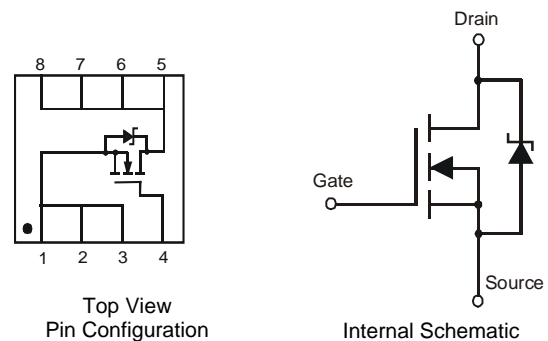 8 7 6 5
1 2 3 4
Top View
Pin Configuration
Drain
Gate
Source
Internal Schematic